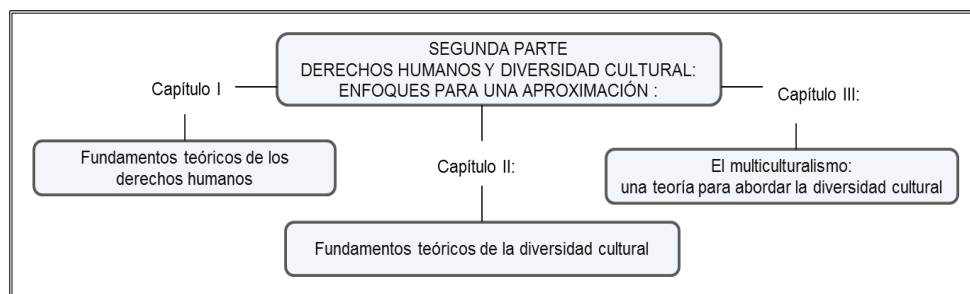 SEGUNDA PARTE
DERECHOS HUMANOS Y DIVERSIDAD CULTURAL:
ENFOQUES PARA UNA APROXIMACIÓN :
Capítulo I
Fundamentos teóricos de los
derechos humanos
Capítulo II:
Fundamentos teóricos de la diversidad cultural
Capítulo III:
El multiculturalismo:
una teoría para abordar la diversidad cultural